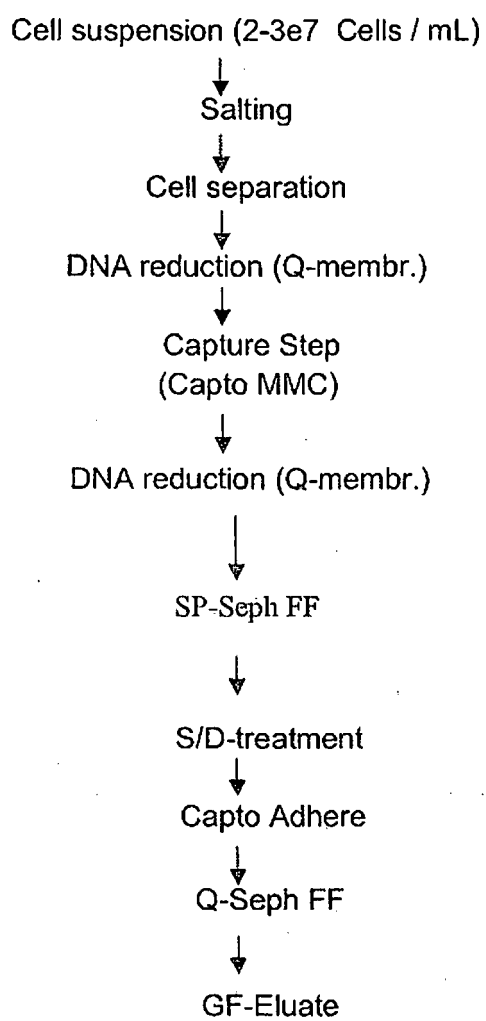 Cell suspension (2-3e7 Cells / mL)
Salting
Cell separation
DNA reduction (Q-membr.)
Capture Step
(Capto MMC)
DNA reduction (Q-membr.)
SP-Seph FF
S/D-treatment
Capto Adhere
Q-Seph FF
GF-Eluate